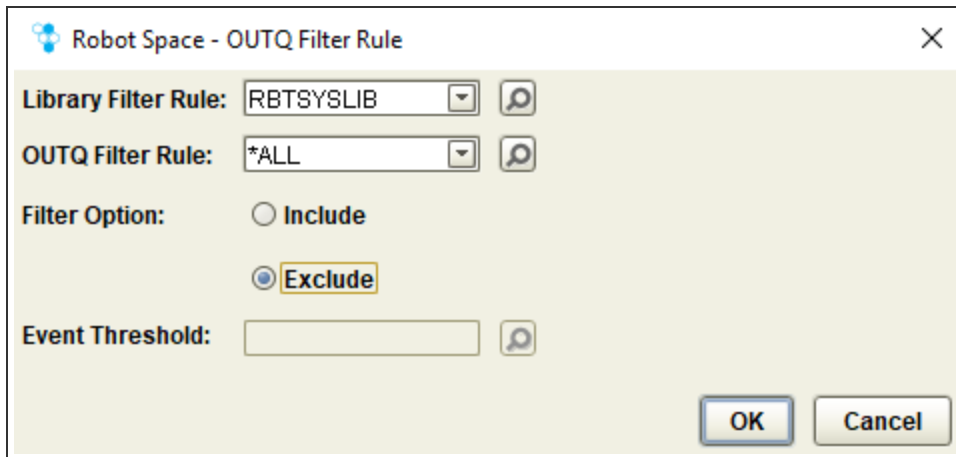 Robot Space - OUTQ Filter Rule
Library Filter Rule: RBTSYSLIB
OUTQ Filter Rule: *ALL
Filter Option: Include
Exclude
Event Threshold:
OK Cancel